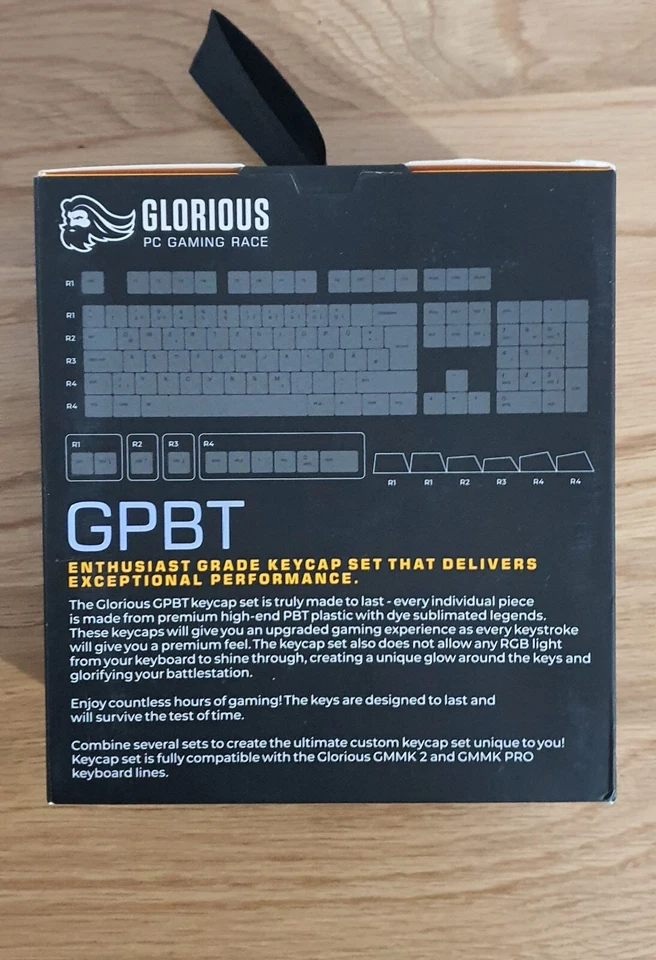 GLORIOUS
PC GAMING RACE
R1
R1
R2
R3
R4
R4
R1
R2
R3
R4
R1
R1
R2
R3
R4
R4
GPBT
ENTHUSIAST GRADE KEYCAP SET THAT DELIVERS
EXCEPTIONAL PERFORMANCE.
The Glorious GPBT keycap set is truly made to last - every individual piece
is made from premium high-end PBT plastic with dye sublimated legends.
These keycaps will give you an upgraded gaming experience as every keystroke
will give you a premium feel. The keycap set also does not allow any RGB light
from your keyboard to shine through, creating a unique glow around the keys and
glorifying your battlestation.
Enjoy countless hours of gaming! The keys are designed to last and
will survive the test of time.
Combine several sets to create the ultimate custom keycap set unique to you!
Keycap set is fully compatible with the Glorious GMMK 2 and GMMK PRO
keyboard lines.